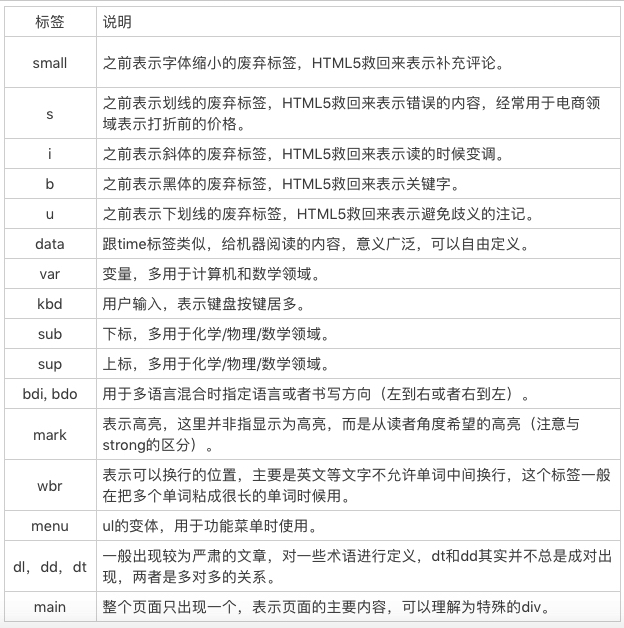 标签 说明
small 之前表示字体缩小的废弃标签，HTML5救回来表示补充评论。
s 之前表示划线的废弃标签，HTML5救回来表示错误的内容，经常用于电商领
域表示打折前的价格。
i 之前表示斜体的废弃标签，HTML5救回来表示读的时候变调。
b 之前表示黑体的废弃标签，HTML5救回来表示关键字。
u 之前表示下划线的废弃标签，HTML5救回来表示避免歧义的注记。
data 跟time标签类似，给机器阅读的内容，意义广泛，可以自由定义。
var 变量，多用于计算机和数学领域。
kbd 用户输入，表示键盘按键居多。
sub 下标，多用于化学/物理/数学领域。
sup 上标，多用于化学/物理/数学领域。
bdi, bdo 用于多语言混合时指定语言或者书写方向（左到右或者右到左）。
mark 表示高亮，这里并非指显示为高亮，而是从读者角度希望的高亮（注意与
strong的区分）。
wbr 表示可以换行的位置，主要是英文等文字不允许单词中间换行，这个标签一般
在把多个单词粘成很长的单词时候用。
menu ul的变体，用于功能菜单时使用。
dl，dd，dt 一般出现较为严肃的文章，对一些术语进行定义，dt和dd其实并不总是成对出
现，两者是多对多的关系。
main 整个页面只出现一个，表示页面的主要内容，可以理解为特殊的div。